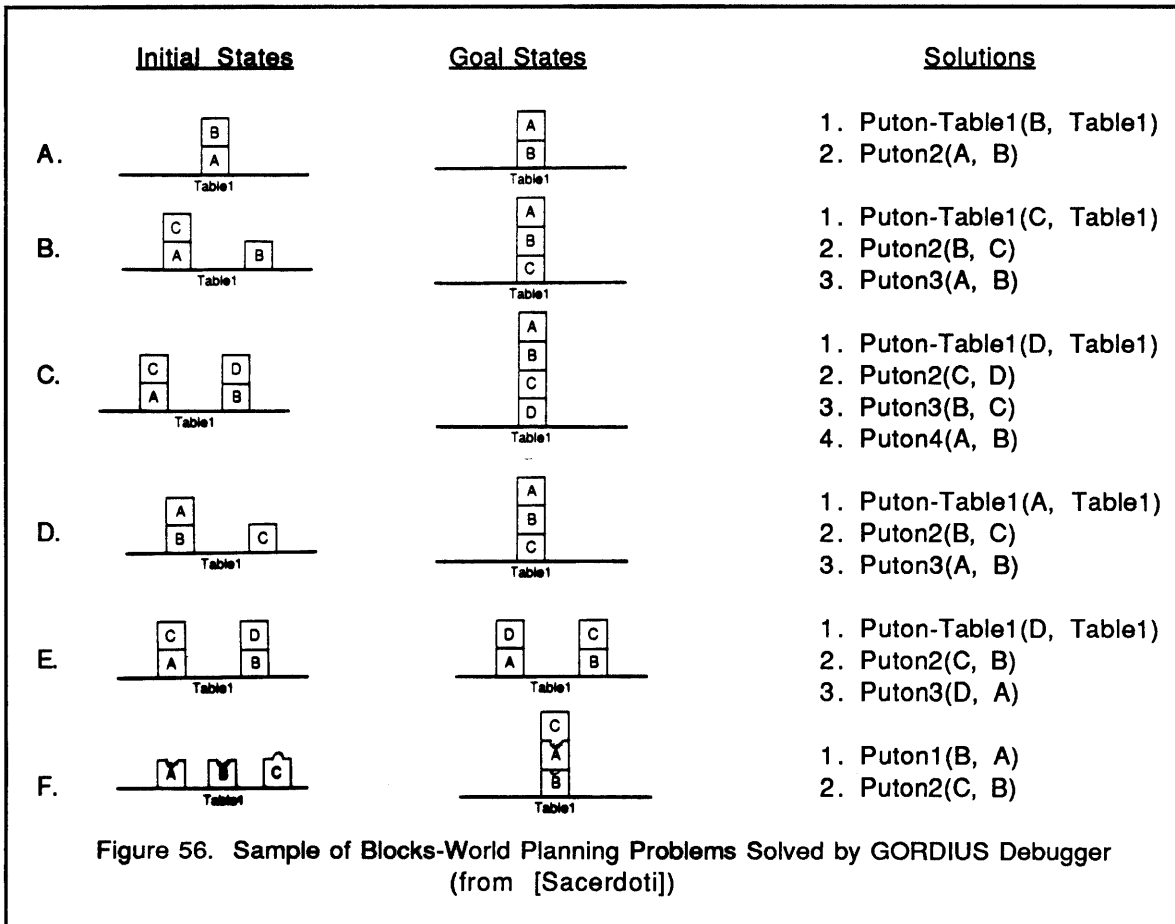 Initial States Goal States Solutions
A.
B
A
Table1
A
B
Table1
1. Puton-Table1(B, Table1)
2. Puton2(A, B)
B.
C
A
B
Table1
A
B
C
Table1
1. Puton-Table1(C, Table1)
2. Puton2(B, C)
3. Puton3(A, B)
C.
C
A
D
B
Table1
A
B
C
D
Table1
1. Puton-Table1(D, Table1)
2. Puton2(C, D)
3. Puton3(B, C)
4. Puton4(A, B)
D.
A
B
C
Table1
A
B
C
Table1
1. Puton-Table1(A, Table1)
2. Puton2(B, C)
3. Puton3(A, B)
E.
C
A
D
B
Table1
D
A
C
B
Table1
1. Puton-Table1(D, Table1)
2. Puton2(C, B)
3. Puton3(D, A)
F.
A
B
C
Table1
C
A
B
Table1
1. Puton1(B, A)
2. Puton2(C, B)
Figure 56. Sample of Blocks-World Planning Problems Solved by GORDIUS Debugger
(from [Sacerdoti])